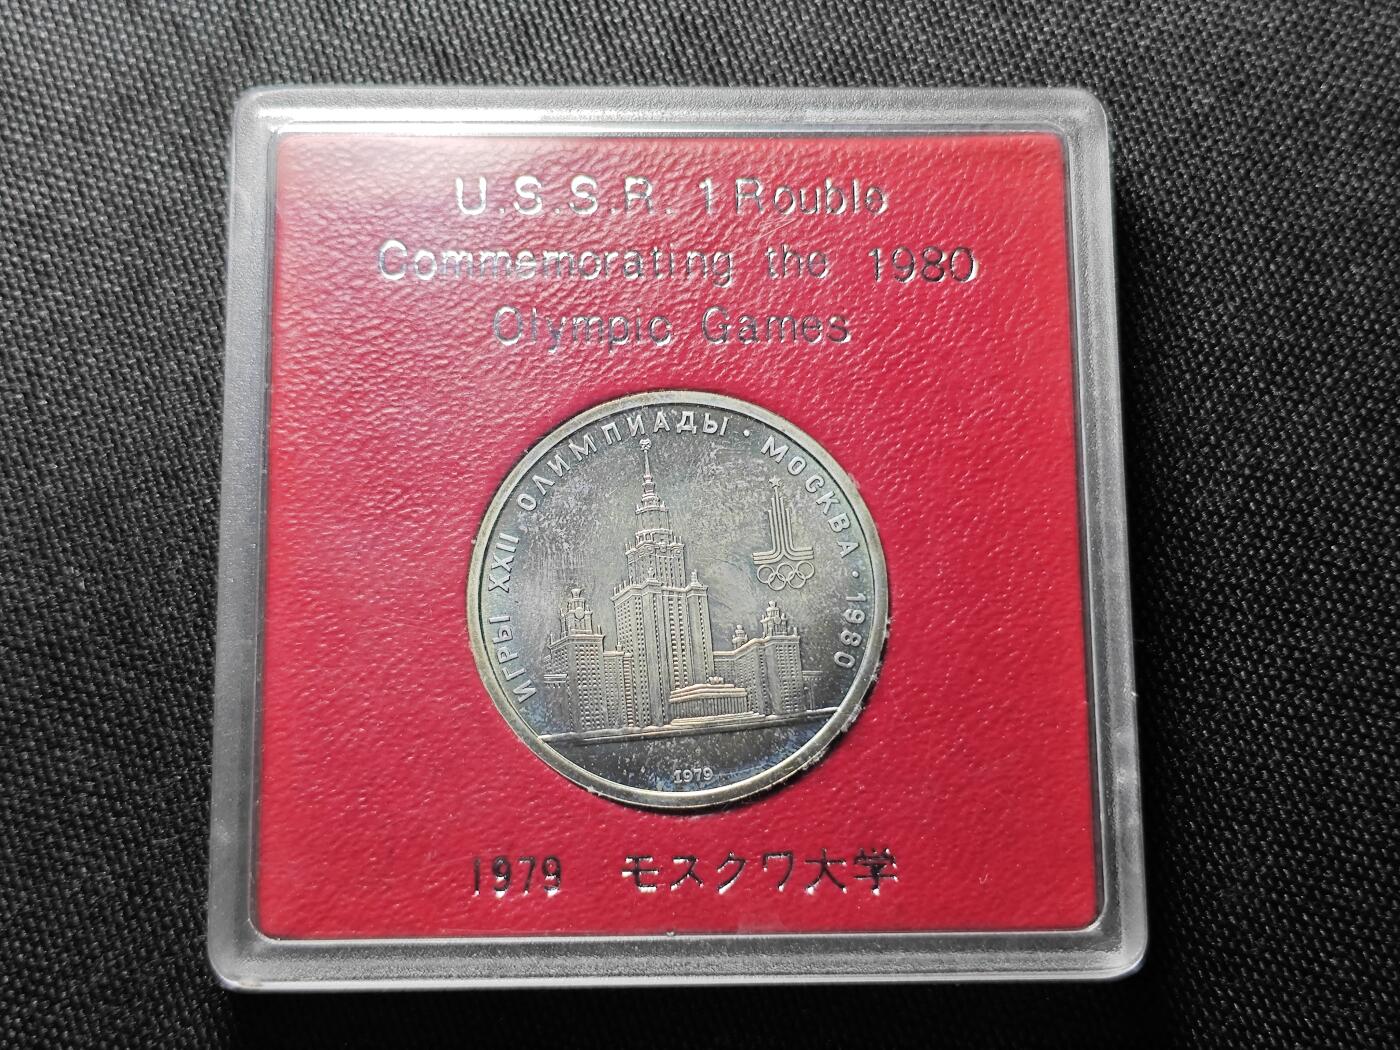 U.S.S.R. 1 Rouble
Commemorating the 1980
Olympic Games
ИГРЫ XXII ОЛИМПИАДЫ · МОСКВА · 1980
1979
1979 モスクワ大学